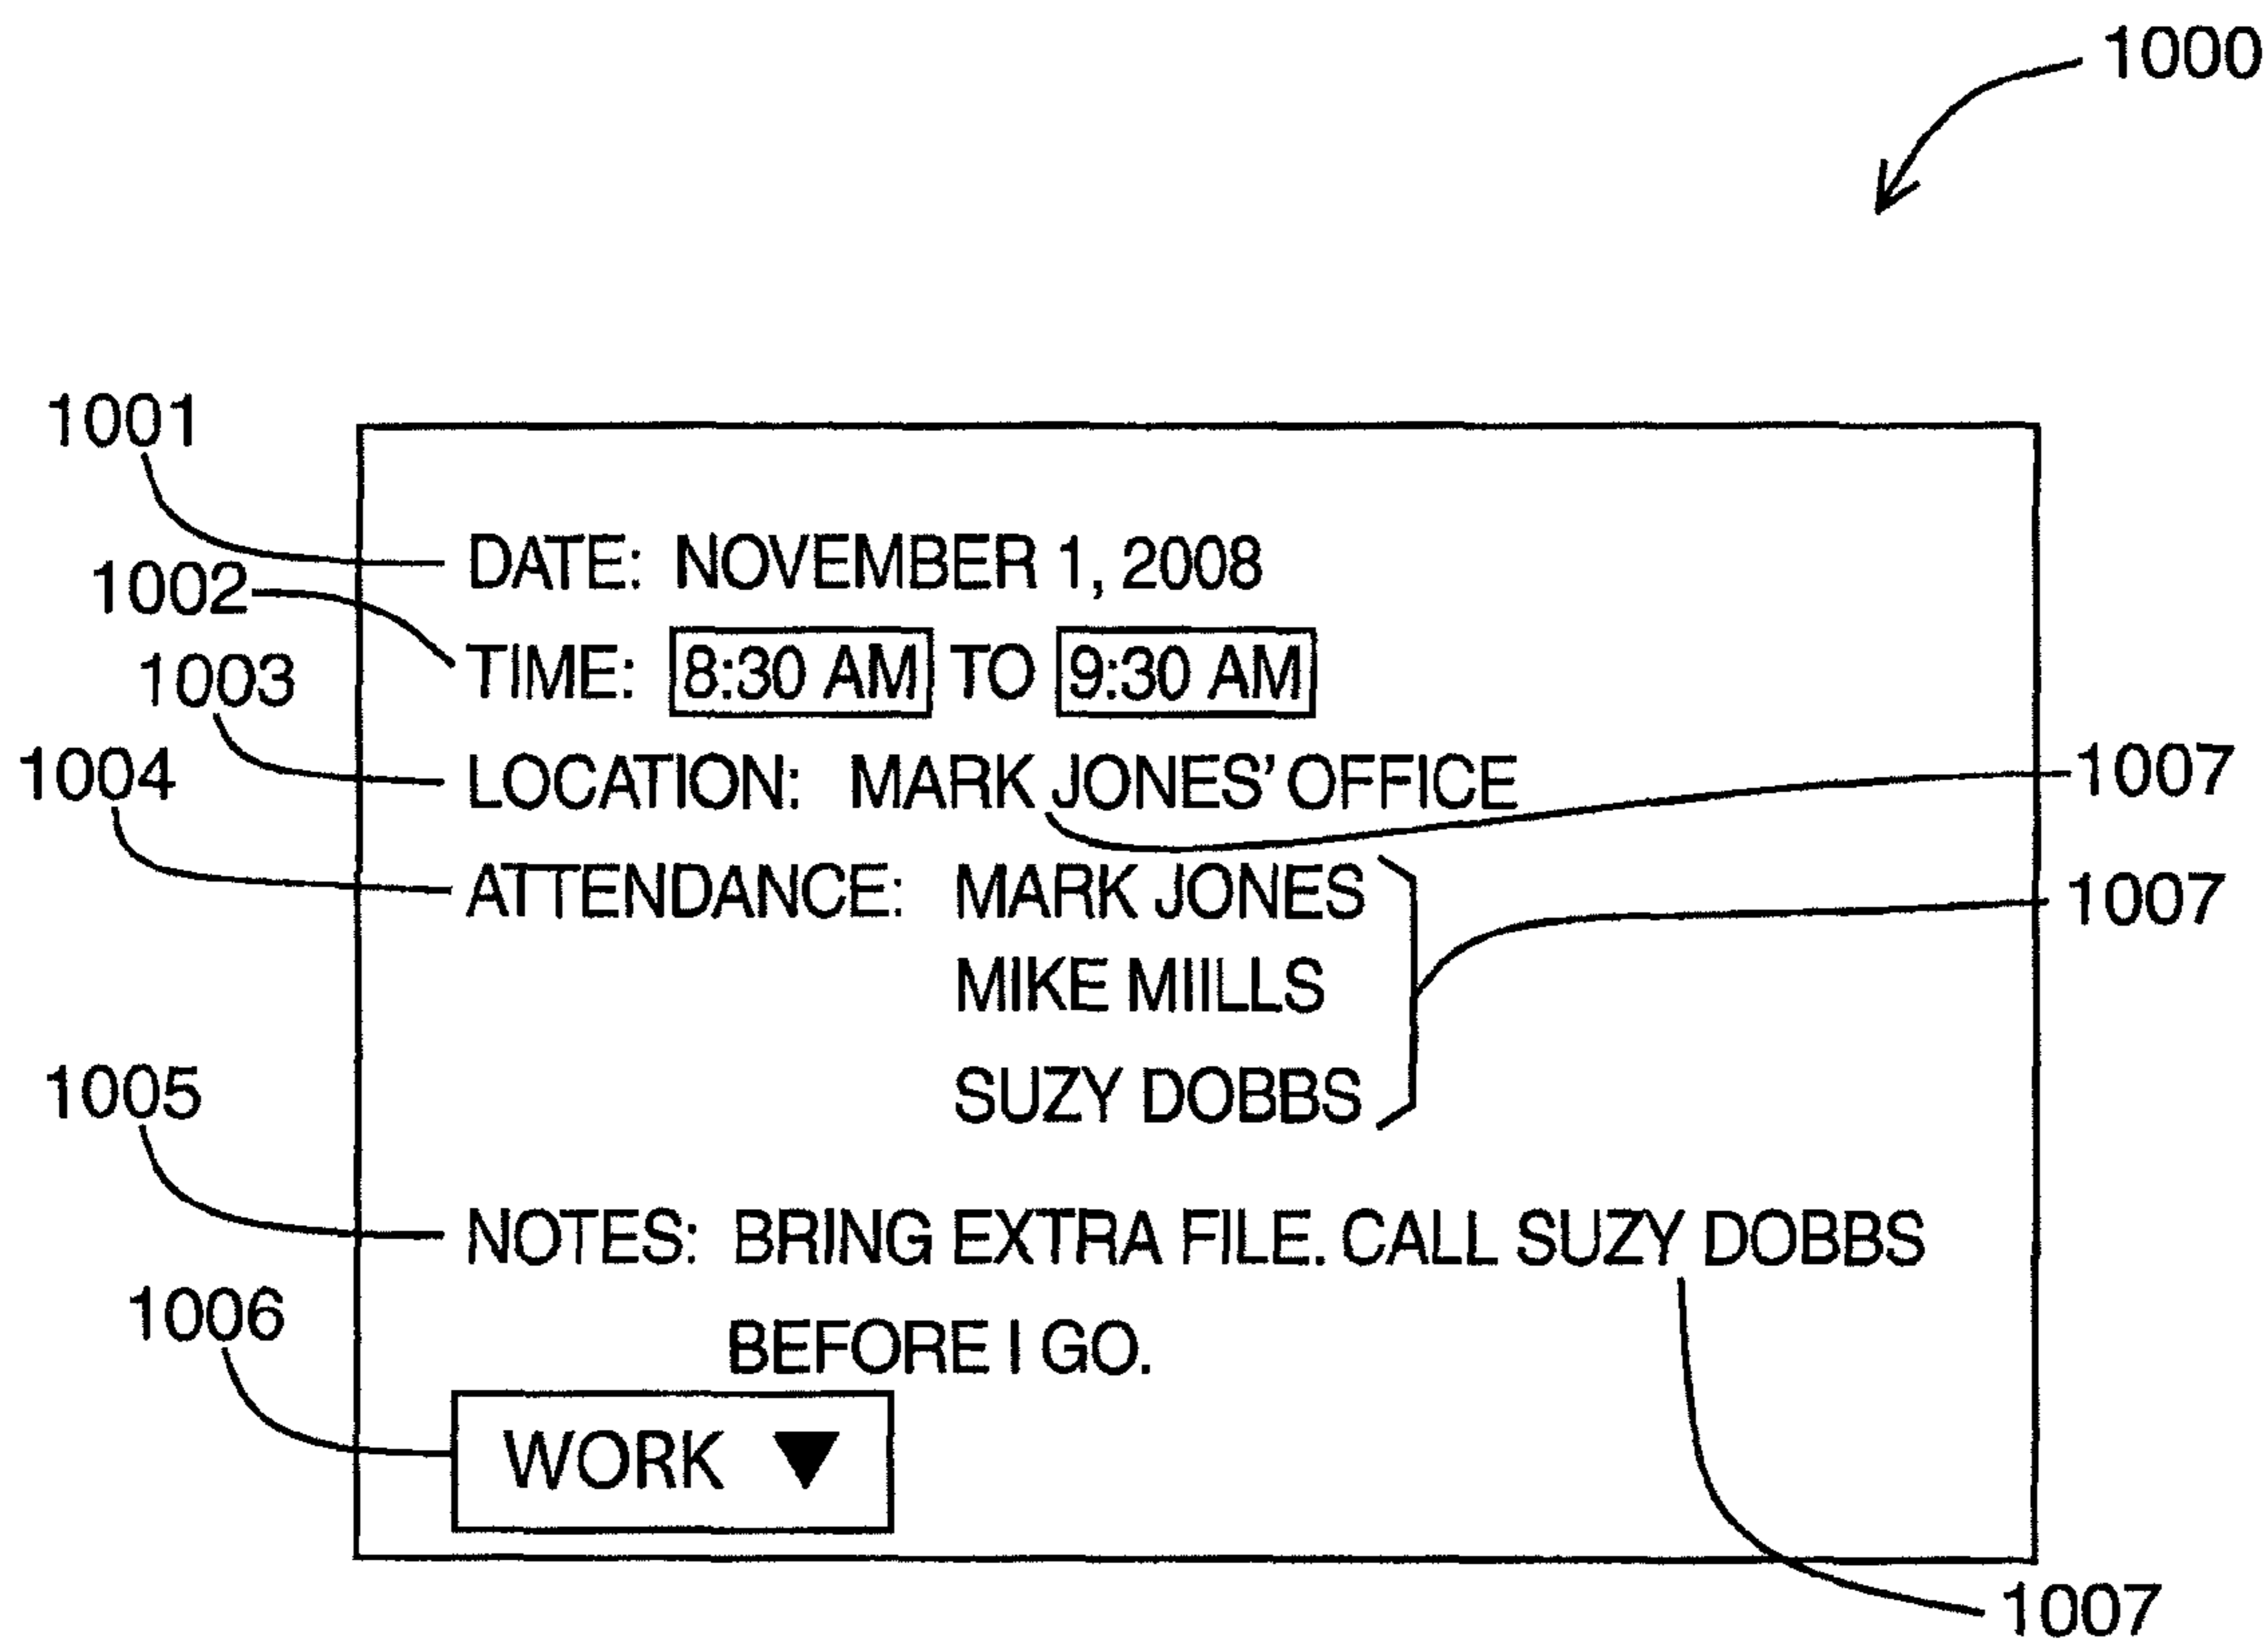 1000
1001
DATE: NOVEMBER 1, 2008
1002
TIME: 8:30 AM TO 9:30 AM
1003
LOCATION: MARK JONES' OFFICE
1007
1004
ATTENDANCE: MARK JONES
1007
MIKE MIILLS
SUZY DOBBS
1005
NOTES: BRING EXTRA FILE. CALL SUZY DOBBS
1006
BEFORE I GO.
WORK
1007